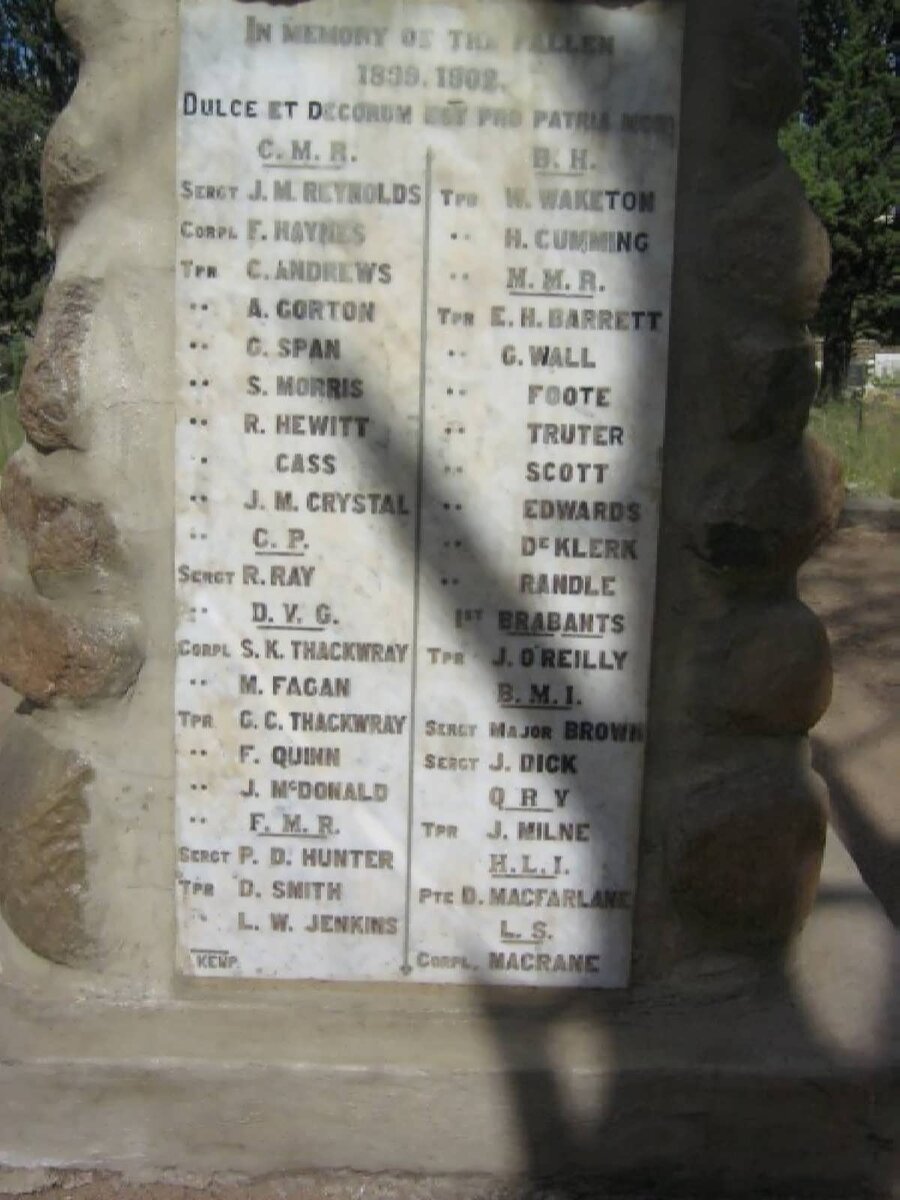 IN MEMORY OF THE FALLEN
1899.1902.
DULCE ET DECORUM EST PRO PATRIA MORI
C. M. R.
SERGT J. M. REYNOLDS
CORPL F. HAYNES
TPR C. ANDREWS
" A. GORTON
" G. SPAN
" S. MORRIS
" R. HEWITT
" CASS
" J. M. CRYSTAL
" C. P.
SERGT R. RAY
" D. V. G.
CORPL S. K. THACKWRAY
" M. FAGAN
TPR C. C. THACKWRAY
" F. QUINN
" J. McDONALD
" F. M. R.
SERGT P. D. HUNTER
TPR D. SMITH
" L. W. JENKINS
KEMP
B. H.
TPR W. WAKETON
" H. CUMMING
" M. M. R.
TPR E. H. BARRETT
" G. WALL
" FOOTE
" TRUTER
" SCOTT
" EDWARDS
" DE KLERK
" RANDLE
1ST BRABANTS
TPR J. O'REILLY
B. M. I.
SERGT MAJOR BROWN
SERGT J. DICK
Q R Y
TPR J. MILNE
H. L. I.
PTE D. MACFARLANE
L. S.
CORPL. MACRANE